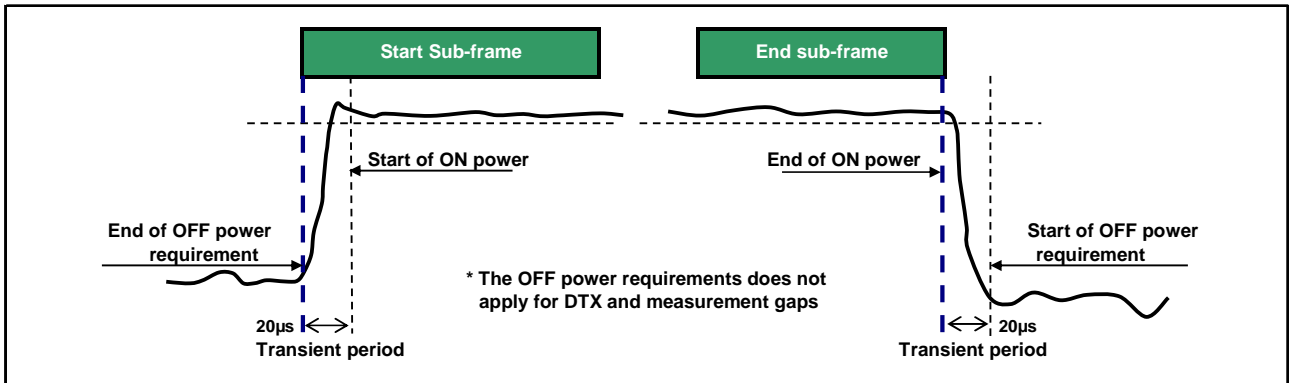 Start Sub-frame
End sub-frame
Start of ON power
End of ON power
End of OFF power
requirement
Start of OFF power
requirement
* The OFF power requirements does not
apply for DTX and measurement gaps
20µs
Transient period
20µs
Transient period